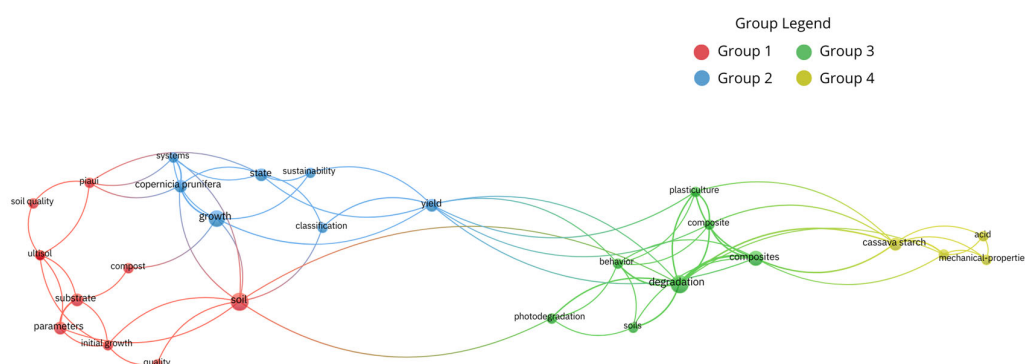 Group Legend
Group 1
Group 3
Group 2
Group 4
systems
piaui
copernicia prunifera
state
sustainability
soil quality
growth
classification
yield
ultisol
compost
substrate
soil
parameters
initial growth
quality
plasticulture
composite
behavior
composites
degradation
photodegradation
soils
cassava starch
acid
mechanical-propertie